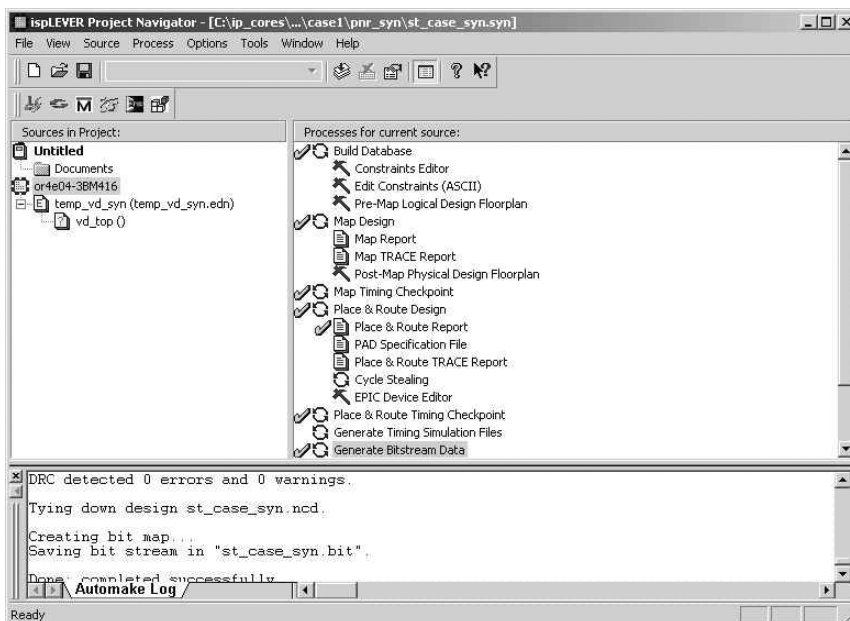 ispLEVER Project Navigator - [C:\ip_cores\...\case1\pnr_syn\st_case_syn.syn]
File View Source Process Options Tools Window Help
Sources in Project:
Untitled
Documents
or4e04-3BM416
temp_vd_syn (temp_vd_syn.edn)
vd_top ()
Processes for current source:
Build Database
Constraints Editor
Edit Constraints (ASCII)
Pre-Map Logical Design Floorplan
Map Design
Map Report
Map TRACE Report
Post-Map Physical Design Floorplan
Map Timing Checkpoint
Place & Route Design
Place & Route Report
PAD Specification File
Place & Route TRACE Report
Cycle Stealing
EPIC Device Editor
Place & Route Timing Checkpoint
Generate Timing Simulation Files
Generate Bitstream Data
DRC detected 0 errors and 0 warnings.
Tying down design st_case_syn.ncd.
Creating bit map...
Saving bit stream in "st_case_syn.bit".
Done: completed successfully
Automake Log
Ready